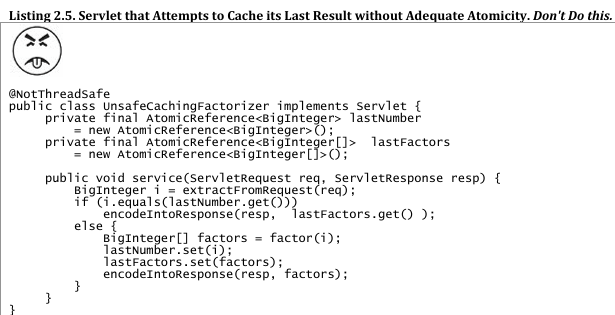 Listing 2.5. Servlet that Attempts to Cache its Last Result without Adequate Atomicity. Don't Do this.
@NotThreadSafe
public class UnsafeCachingFactorizer implements Servlet {
     private final AtomicReference<BigInteger> lastNumber
         = new AtomicReference<BigInteger>();
     private final AtomicReference<BigInteger[]>  lastFactors
         = new AtomicReference<BigInteger[]>();

     public void service(ServletRequest req, ServletResponse resp) {
         BigInteger i = extractFromRequest(req);
         if (i.equals(lastNumber.get()))
             encodeIntoResponse(resp,  lastFactors.get() );
         else {
             BigInteger[] factors = factor(i);
             lastNumber.set(i);
             lastFactors.set(factors);
             encodeIntoResponse(resp, factors);
         }
     }
}